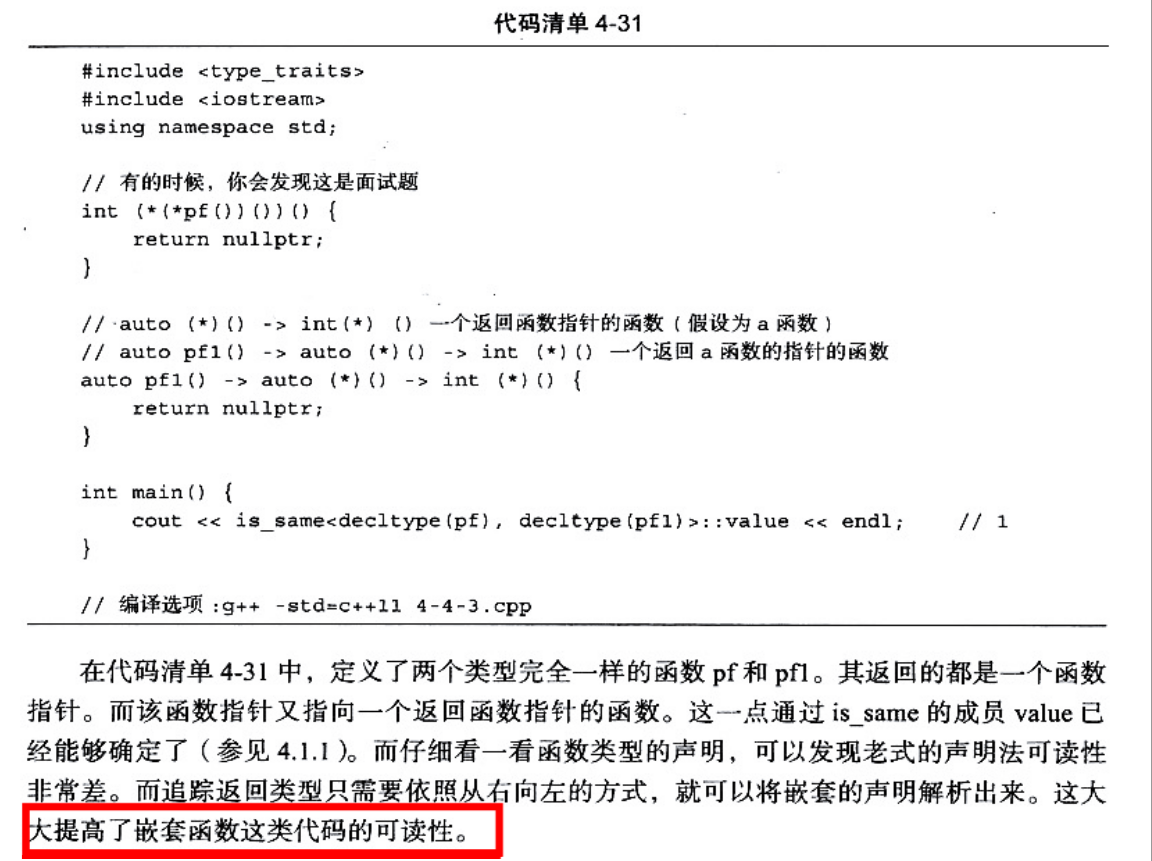 代码清单 4-31
#include <type_traits>
#include <iostream>
using namespace std;
// 有的时候，你会发现这是面试题
int (*(*pf())())() {
return nullptr;
}
// auto (*)() -> int(*) () 一个返回函数指针的函数 ( 假设为 a 函数 )
// auto pf1() -> auto (*)() -> int (*)() 一个返回 a 函数的指针的函数
auto pf1() -> auto (*)() -> int (*)() {
return nullptr;
}
int main() {
cout << is_same<decltype(pf), decltype(pf1)>::value << endl; // 1
}
// 编译选项 :g++ -std=c++11 4-4-3.cpp
在代码清单 4-31 中，定义了两个类型完全一样的函数 pf 和 pf1。其返回的都是一个函数
指针。而该函数指针又指向一个返回函数指针的函数。这一点通过 is_same 的成员 value 已
经能够确定了（参见 4.1.1）。而仔细看一看函数类型的声明，可以发现老式的声明法可读性
非常差。而追踪返回类型只需要依照从右向左的方式，就可以将嵌套的声明解析出来。这大
大提高了嵌套函数这类代码的可读性。